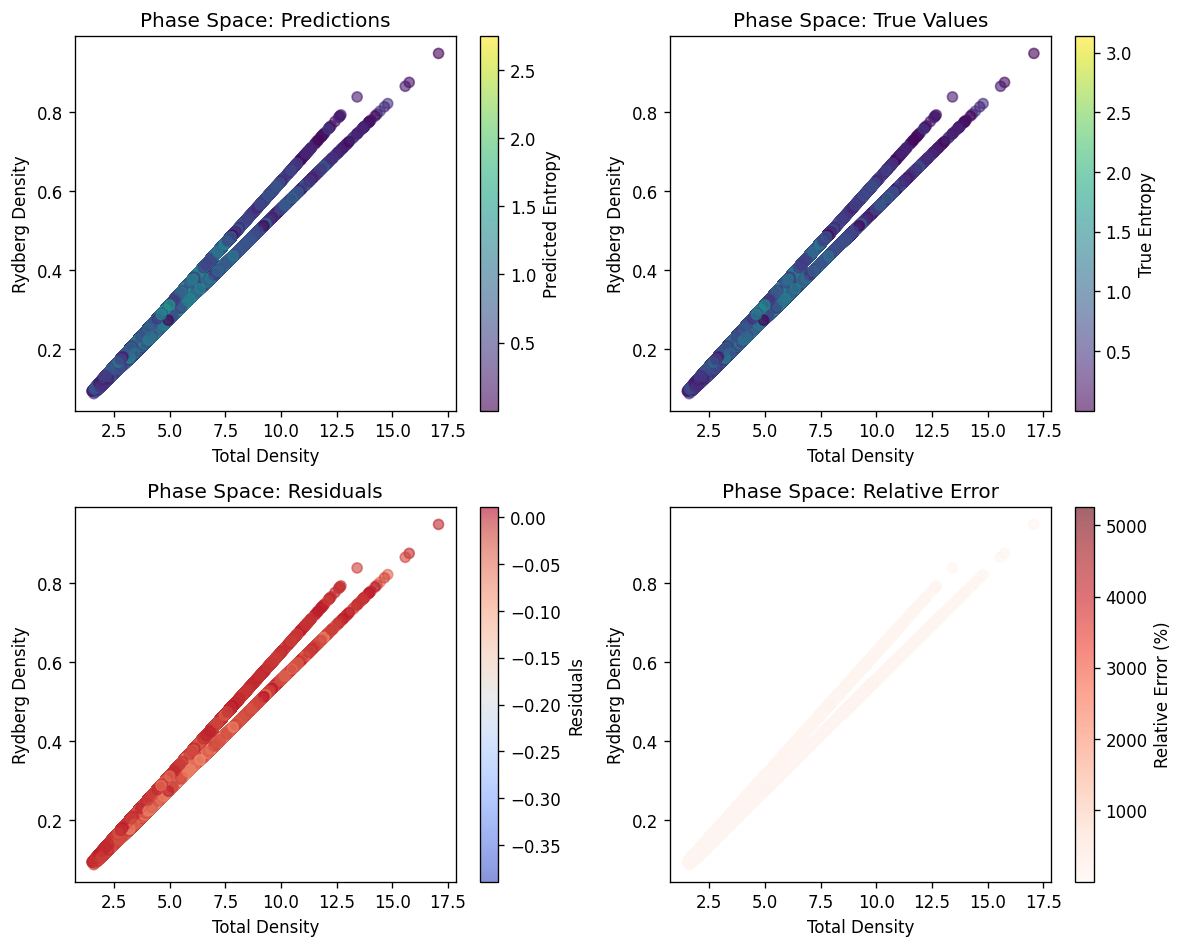 Phase Space: Predictions
Rydberg Density
0.8
0.6
0.4
0.2
2.5 5.0 7.5 10.0 12.5 15.0 17.5
Total Density
2.5
2.0
1.5
1.0
0.5
Predicted Entropy
Phase Space: True Values
Rydberg Density
0.8
0.6
0.4
0.2
2.5 5.0 7.5 10.0 12.5 15.0 17.5
Total Density
3.0
2.5
2.0
1.5
1.0
0.5
True Entropy
Phase Space: Residuals
Rydberg Density
0.8
0.6
0.4
0.2
2.5 5.0 7.5 10.0 12.5 15.0 17.5
Total Density
0.00
−0.05
−0.10
−0.15
−0.20
−0.25
−0.30
−0.35
Residuals
Phase Space: Relative Error
Rydberg Density
0.8
0.6
0.4
0.2
2.5 5.0 7.5 10.0 12.5 15.0 17.5
Total Density
5000
4000
3000
2000
1000
Relative Error (%)